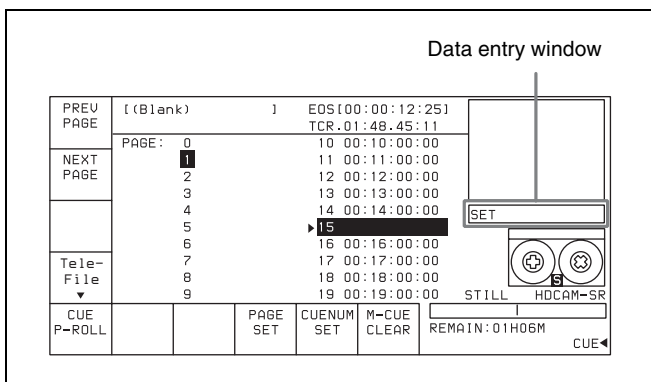 Data entry window
PREV PAGE
[(Blank) ] EOS[00:00:12:25]
TCR.01:48.45:11
NEXT PAGE
PAGE: 0 10 00:10:00:00
1 11 00:11:00:00
2 12 00:12:00:00
3 13 00:13:00:00
4 14 00:14:00:00
5 ▶15
6 16 00:16:00:00
7 17 00:17:00:00
8 18 00:18:00:00
9 19 00:19:00:00
SET
Tele-File
▼
S
STILL HDCAM-SR
CUE P-ROLL
PAGE SET
CUENUM SET
M-CUE CLEAR
REMAIN:01H06M
CUE◀